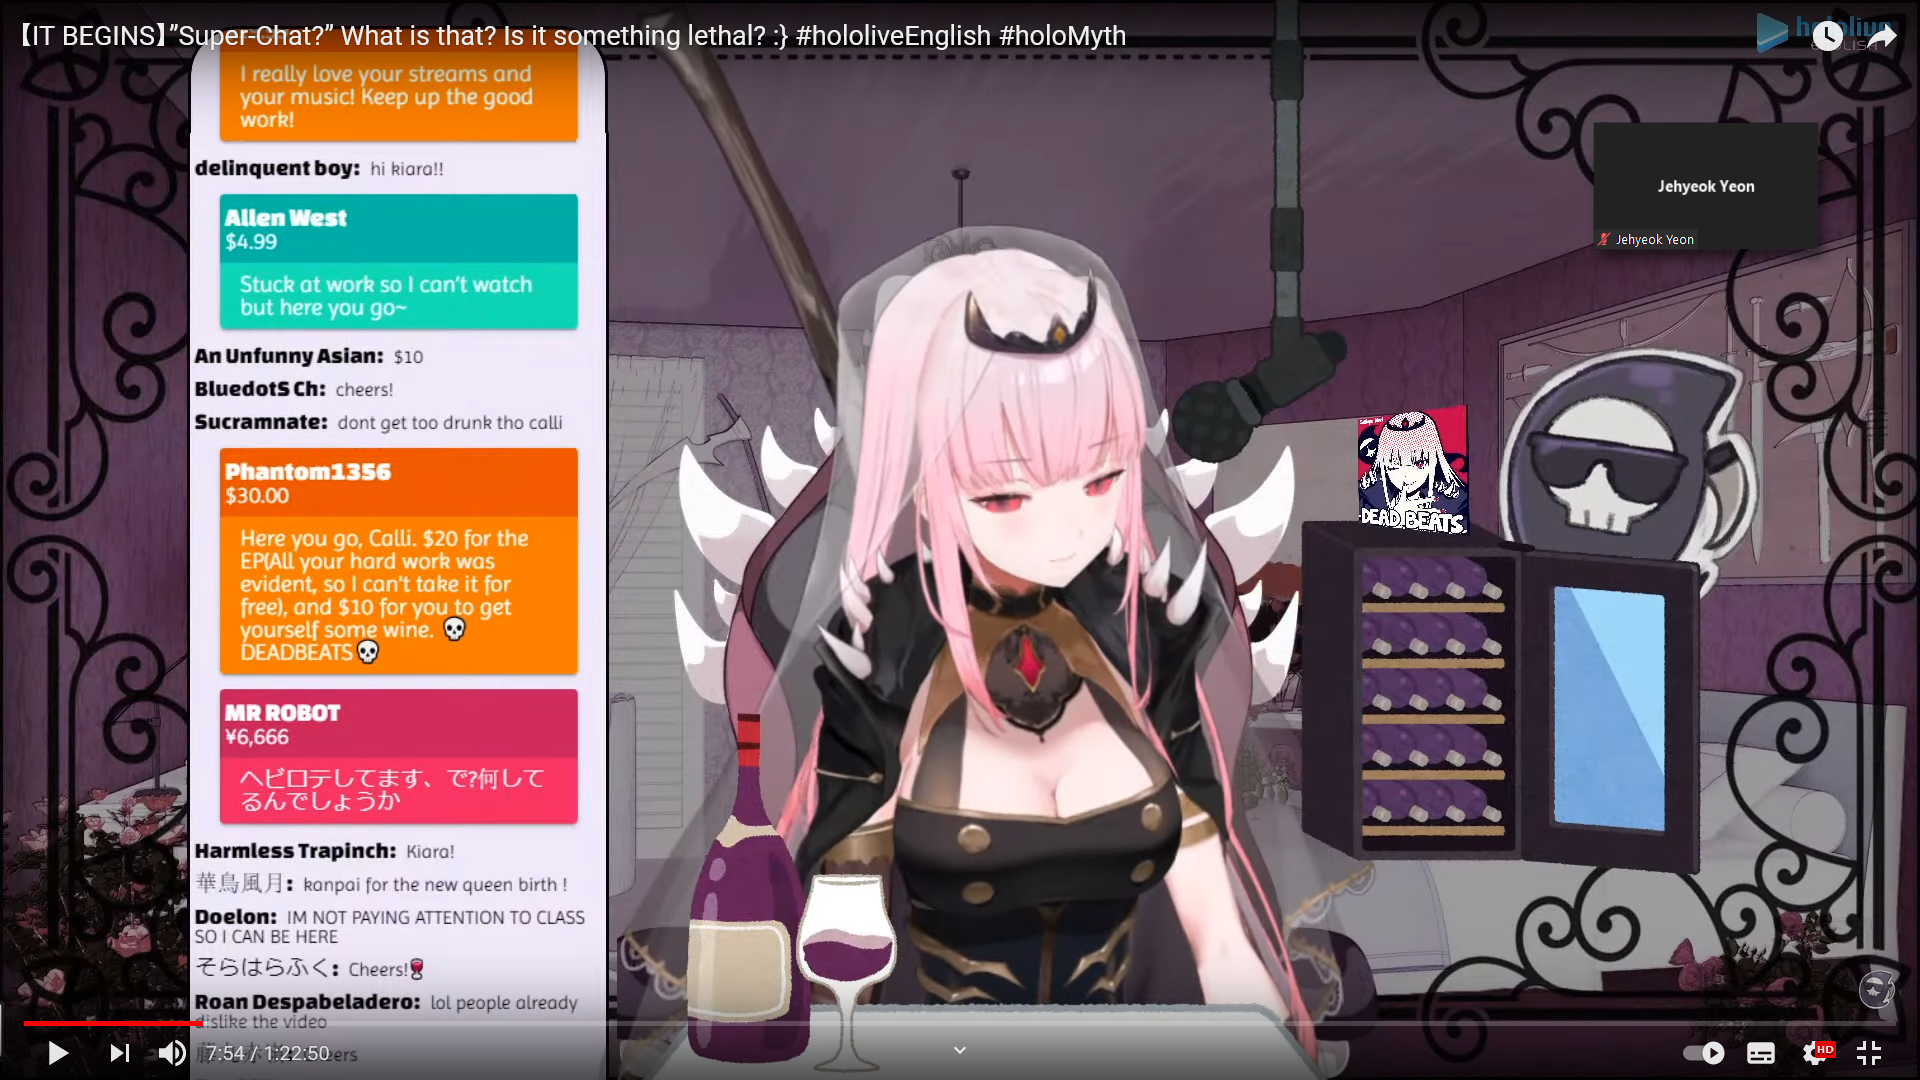 【IT BEGINS】”Super-Chat?” What is that? Is it something lethal? :} #hololiveEnglish #holoMyth
I really love your streams and
your music! Keep up the good
work!
delinquent boy: hi kiara!!
Allen West
$4.99
Stuck at work so I can't watch
but here you go~
An Unfunny Asian: $10
BluedotS Ch: cheers!
Sucramnate: dont get too drunk tho calli
Phantom1356
$30.00
Here you go, Calli. $20 for the
EP(All your hard work was
evident, so I can't take it for
free), and $10 for you to get
yourself some wine. 💀
DEADBEATS💀
MR ROBOT
¥6,666
ヘビロテしてます、で?何して
るんでしょうか
Harmless Trapinch: Kiara!
華鳥風月: kanpai for the new queen birth !
Doelon: IM NOT PAYING ATTENTION TO CLASS
SO I CAN BE HERE
そらはらふく: Cheers!🍷
Roan Despabeladero: lol people already
dislike the video
7:54 / 1:22:50
hololive
Jehyeok Yeon
Jehyeok Yeon
DEAD BEATS
HD